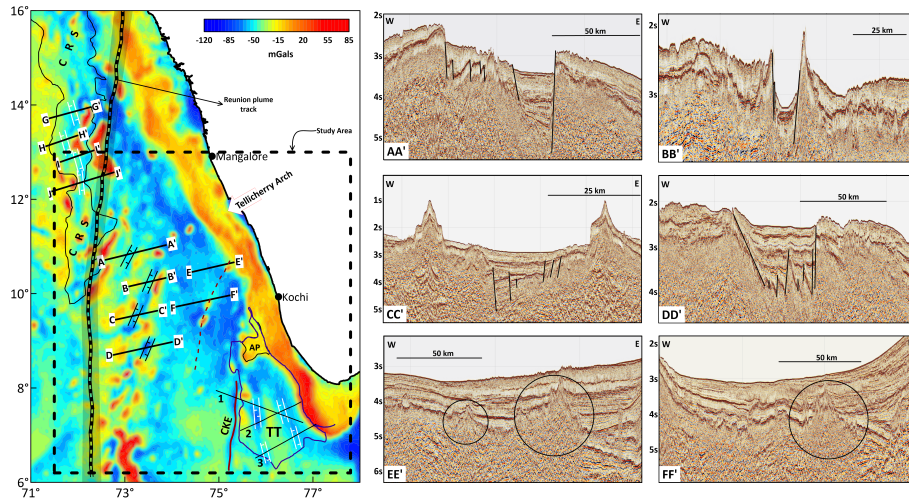 16°
14°
12°
10°
8°
6°
71°
73°
75°
77°
-120 -85 -50 -15 20 55 85
mGals
C R S
C R S
Reunion plume
track
Study Area
Mangalore
Tellicherry Arch
Kochi
G G'
H H'
I I'
J J'
A A'
B B'
C C'
D D'
E E'
F F'
AP
CKE
TT
1
2
3
W E
2s
3s
4s
5s
50 km
AA'
W E
2s
3s
25 km
BB'
W E
1s
2s
3s
4s
5s
25 km
CC'
W E
2s
3s
4s
50 km
DD'
W E
3s
4s
5s
6s
50 km
EE'
W E
2s
3s
4s
5s
50 km
FF'